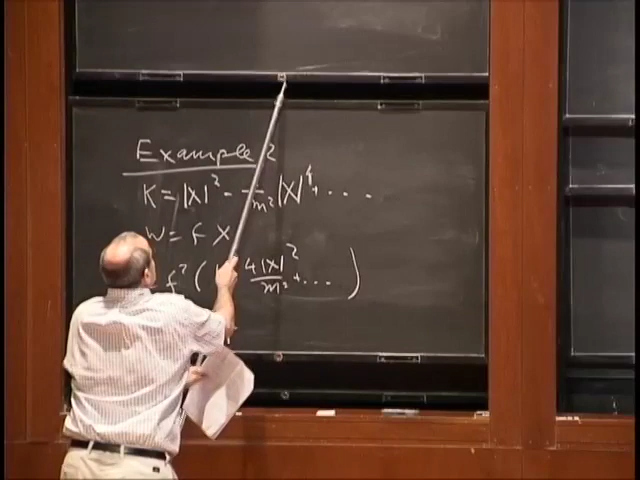 Example 2
K = |X|² - 1/m² |X|⁴ + ...
W = f X
f² ( 4|X|²/m² + ... )